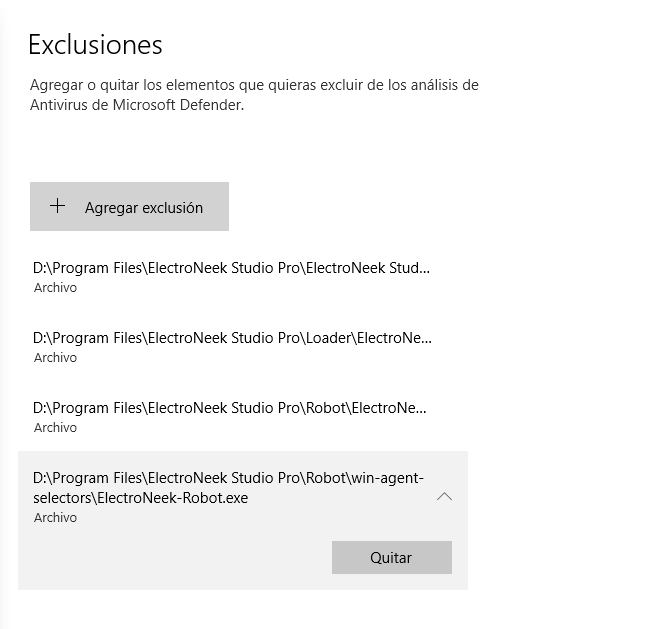 Exclusiones
Agregar o quitar los elementos que quieras excluir de los análisis de
Antivirus de Microsoft Defender.
Agregar exclusión
D:\Program Files\ElectroNeek Studio Pro\ElectroNeek Stud...
Archivo
D:\Program Files\ElectroNeek Studio Pro\Loader\ElectroNe...
Archivo
D:\Program Files\ElectroNeek Studio Pro\Robot\ElectroNe...
Archivo
D:\Program Files\ElectroNeek Studio Pro\Robot\win-agent-
selectors\ElectroNeek-Robot.exe
Archivo
Quitar